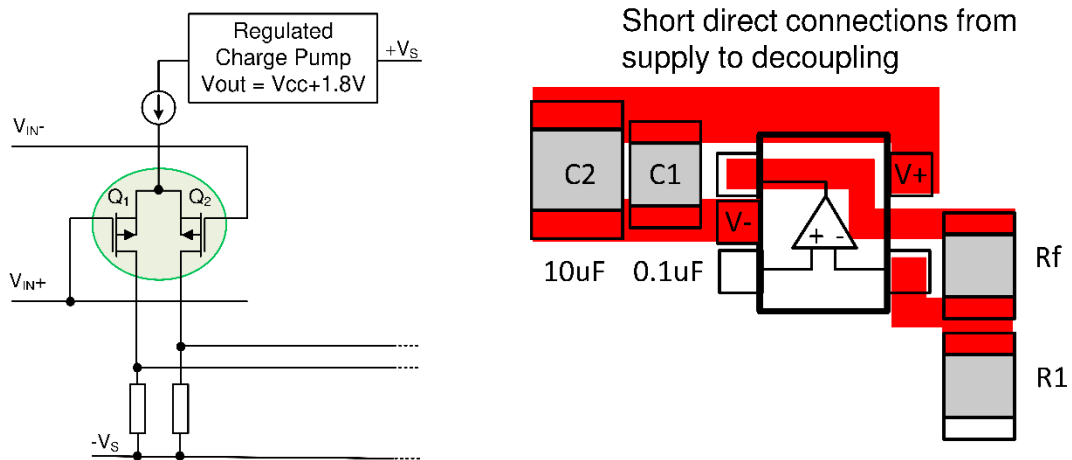 Regulated
Charge Pump
Vout = Vcc+1.8V
+VS
VIN-
Q1
Q2
VIN+
-VS
Short direct connections from
supply to decoupling
C2
C1
V+
V-
+ -
10uF
0.1uF
Rf
R1